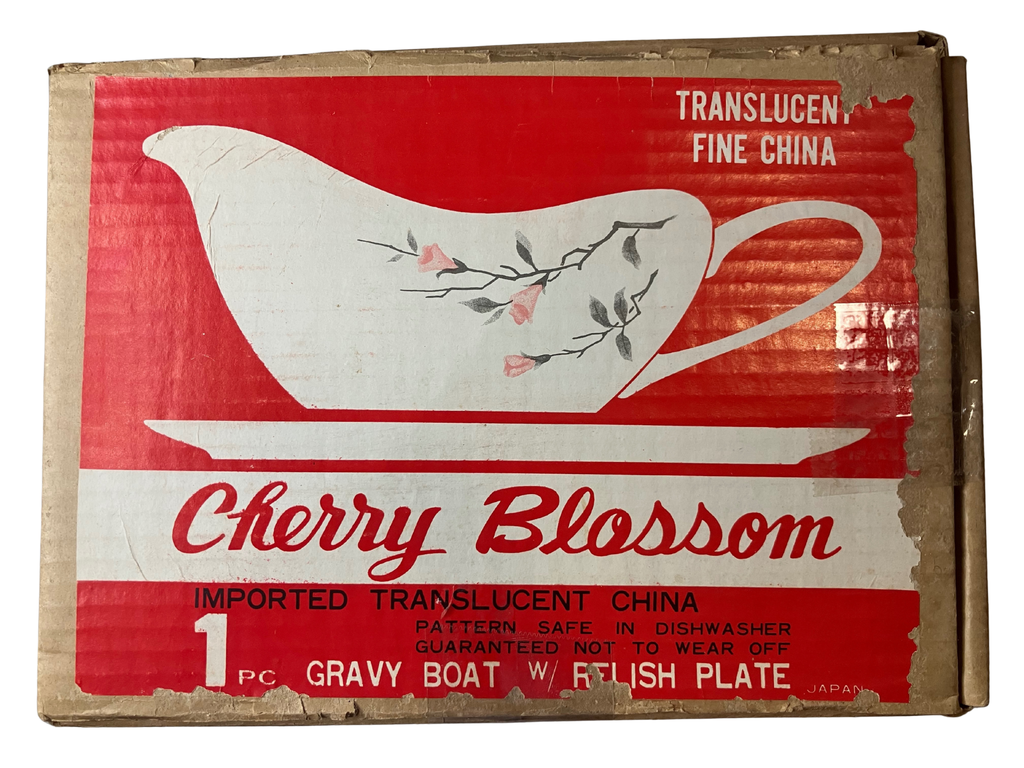 TRANSLUCENT
FINE CHINA
Cherry Blossom
IMPORTED TRANSLUCENT CHINA
PATTERN SAFE IN DISHWASHER
GUARANTEED NOT TO WEAR OFF
1 PC GRAVY BOAT W/ RELISH PLATE
JAPAN